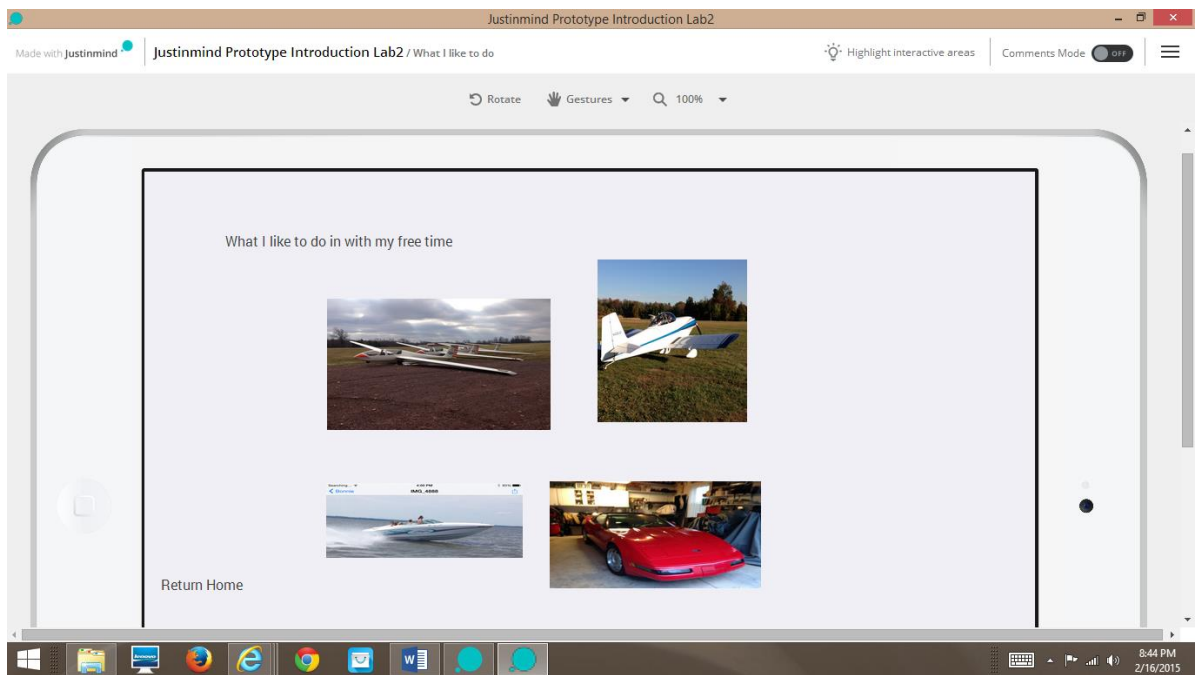 Justinmind Prototype Introduction Lab2
Made with Justinmind
Justinmind Prototype Introduction Lab2 / What I like to do
Highlight interactive areas
Comments Mode OFF
Rotate Gestures 100%
What I like to do in with my free time
IMG_4888
Return Home
8:44 PM
2/16/2015